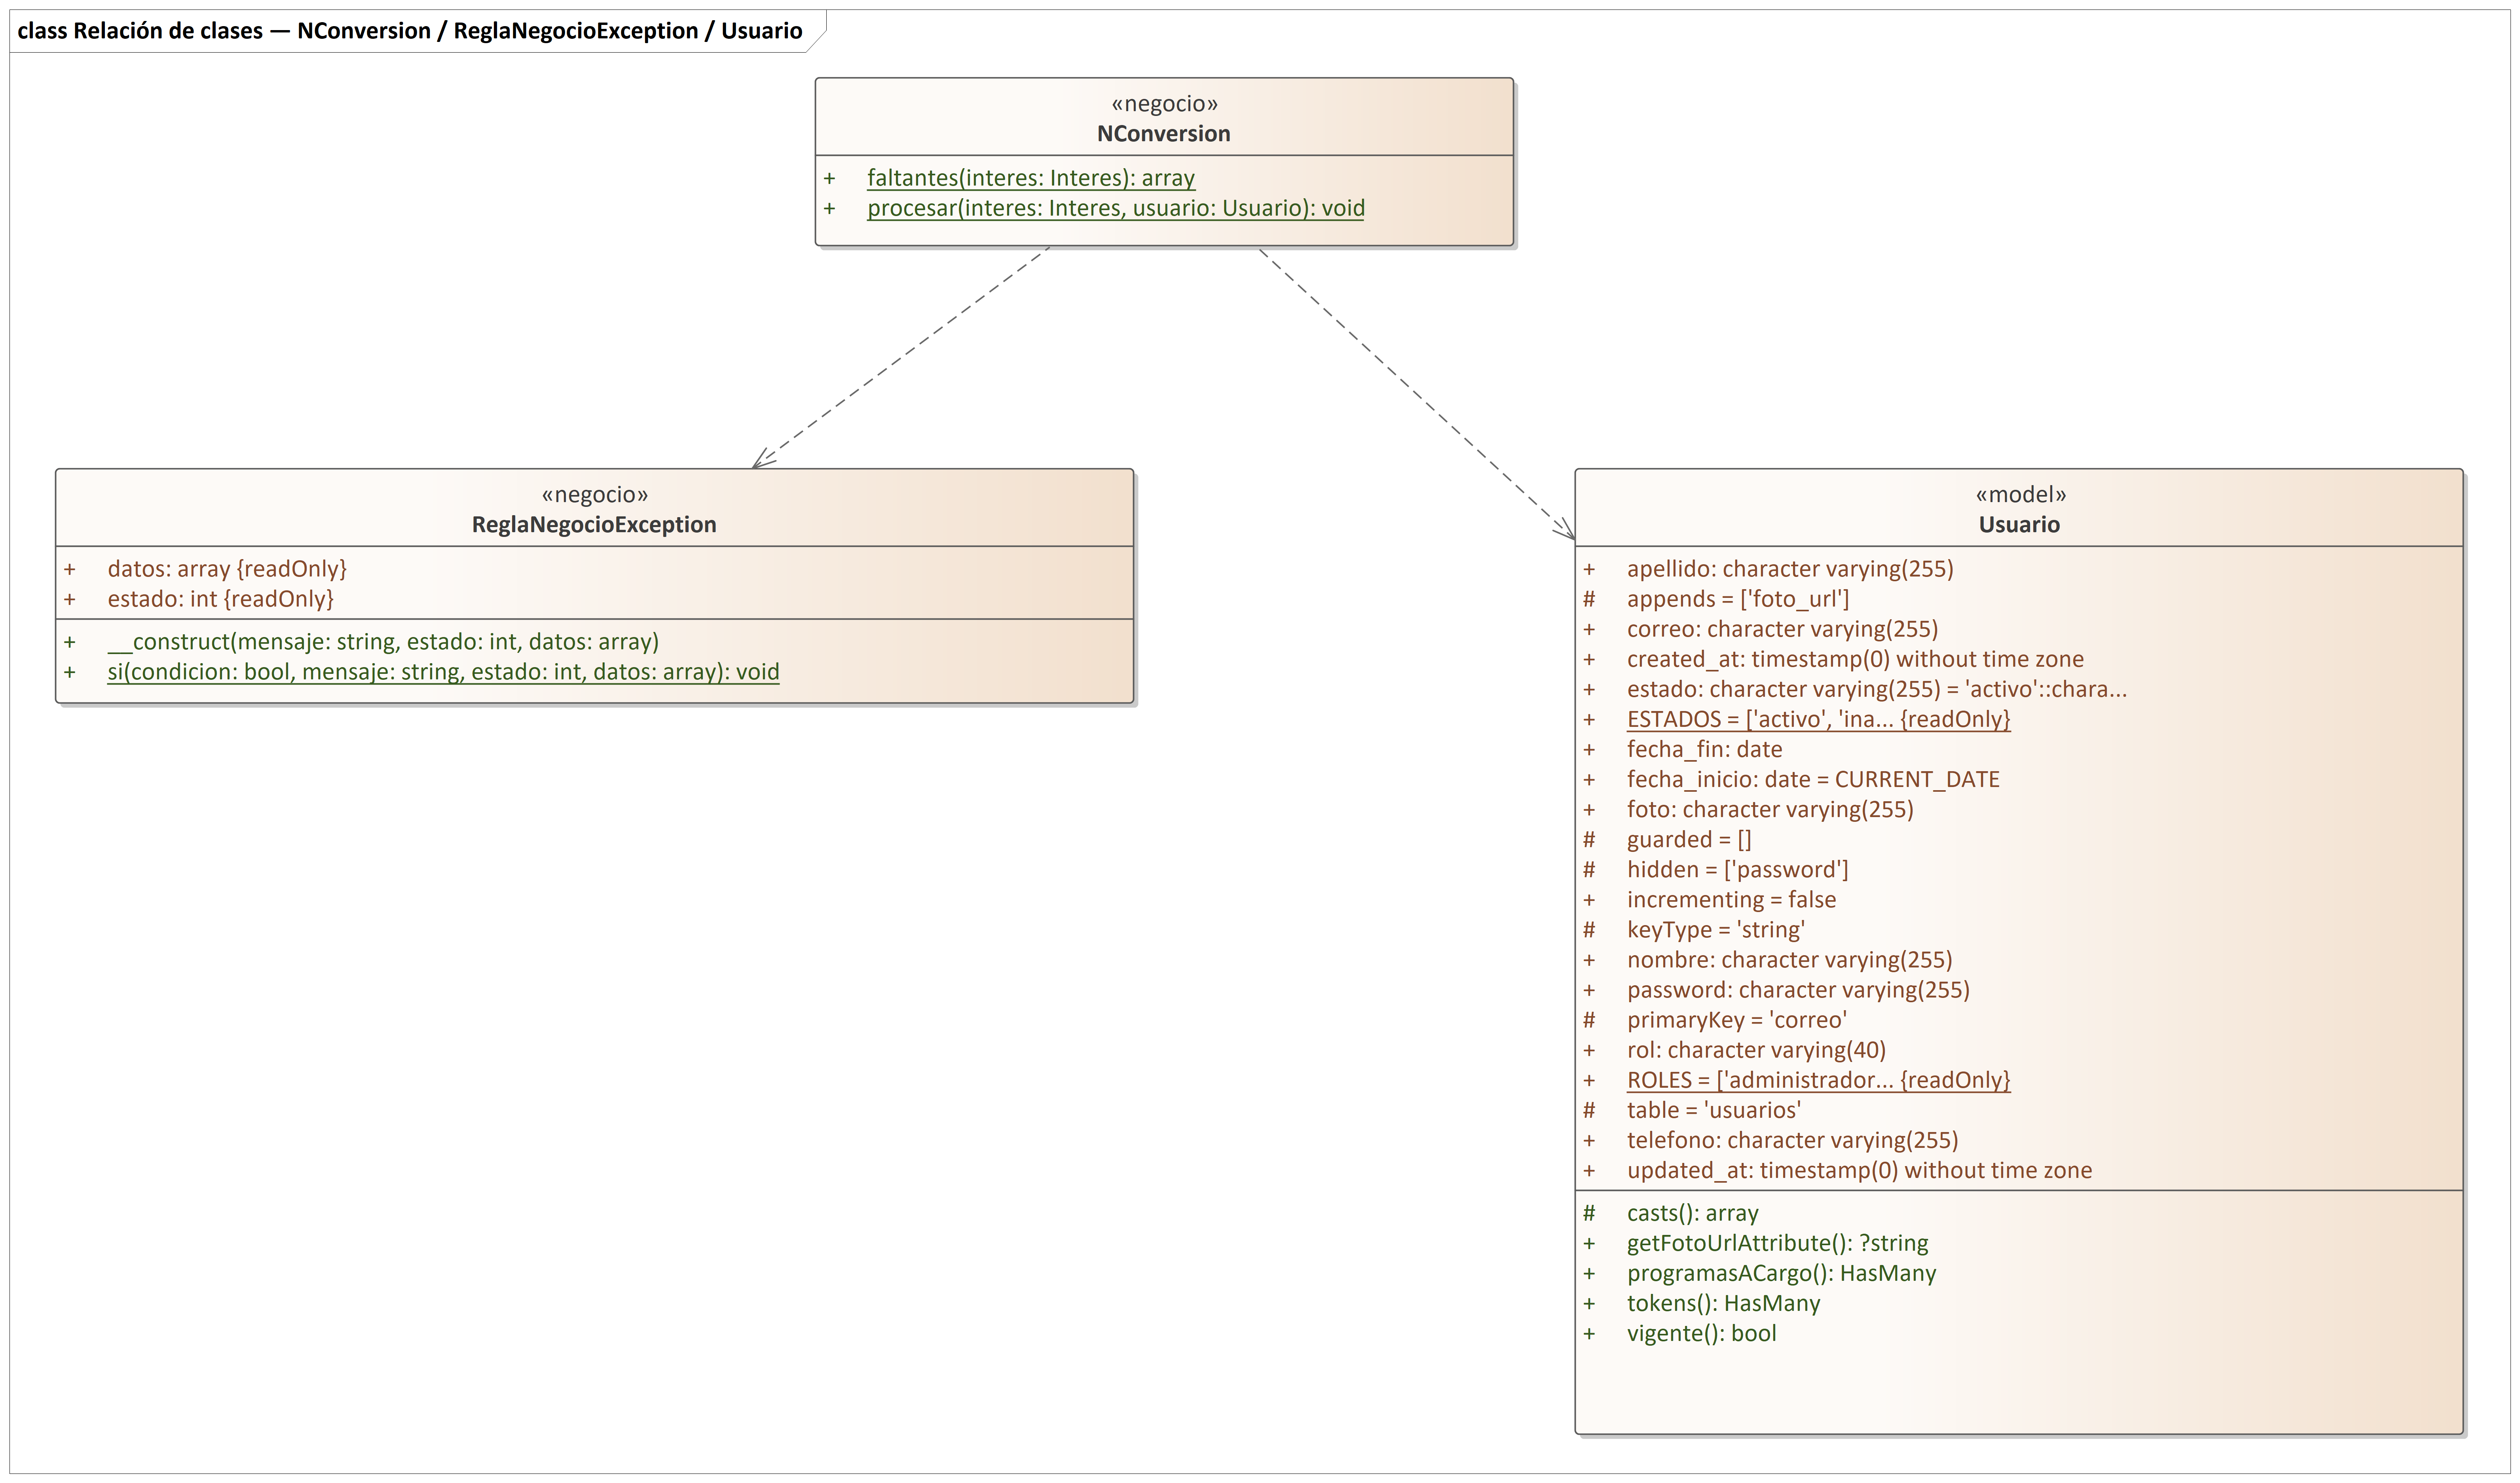 class Relación de clases — NConversion / ReglaNegocioException / Usuario
«negocio»
NConversion
+ faltantes(interes: Interes): array
+ procesar(interes: Interes, usuario: Usuario): void
«negocio»
ReglaNegocioException
+ datos: array {readOnly}
+ estado: int {readOnly}
+ __construct(mensaje: string, estado: int, datos: array)
+ si(condicion: bool, mensaje: string, estado: int, datos: array): void
«model»
Usuario
+ apellido: character varying(255)
# appends = ['foto_url']
+ correo: character varying(255)
+ created_at: timestamp(0) without time zone
+ estado: character varying(255) = 'activo'::chara...
+ ESTADOS = ['activo', 'ina... {readOnly}
+ fecha_fin: date
+ fecha_inicio: date = CURRENT_DATE
+ foto: character varying(255)
# guarded = []
# hidden = ['password']
+ incrementing = false
# keyType = 'string'
+ nombre: character varying(255)
+ password: character varying(255)
# primaryKey = 'correo'
+ rol: character varying(40)
+ ROLES = ['administrador... {readOnly}
# table = 'usuarios'
+ telefono: character varying(255)
+ updated_at: timestamp(0) without time zone
# casts(): array
+ getFotoUrlAttribute(): ?string
+ programasACargo(): HasMany
+ tokens(): HasMany
+ vigente(): bool